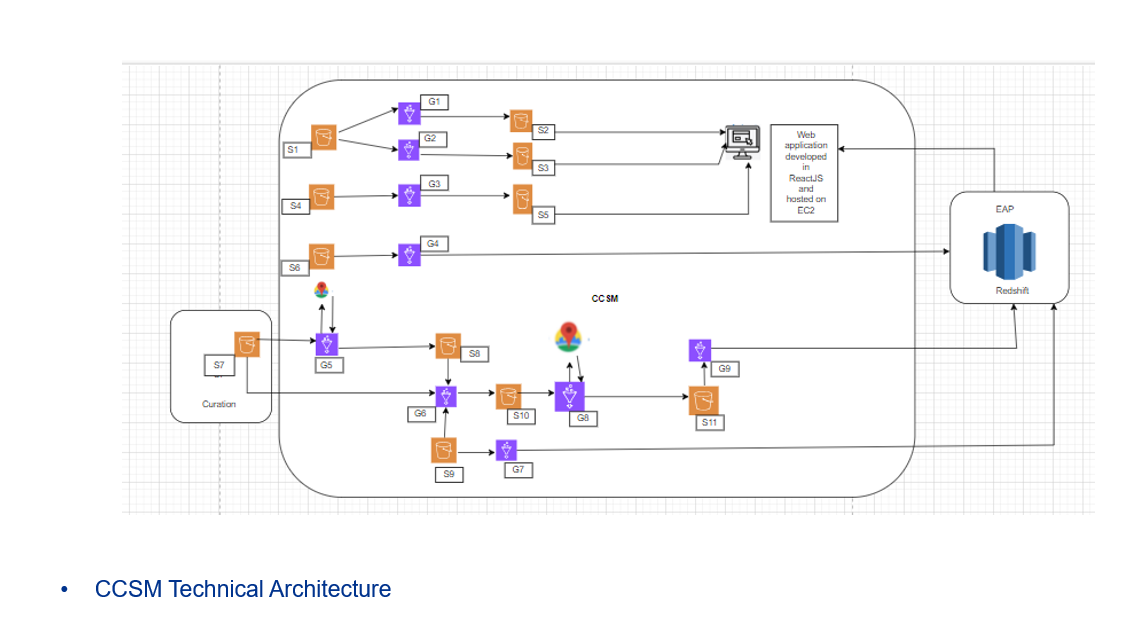 G1
S1
G2
S2
S3
Web
application
developed
in
ReactJS
and
hosted on
EC2
S4
G3
S5
EAP
Redshift
S6
G4
CCSM
S7
Curation
G5
S8
G6
S10
G8
G9
S11
S9
G7
• CCSM Technical Architecture